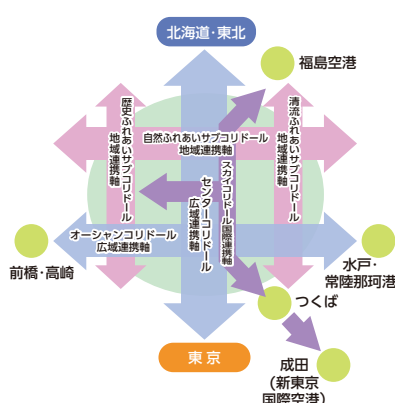 北海道・東北
福島空港
歴史ふれあいサブコリドール
地域連携軸
清流ふれあいサブコリドール
地域連携軸
自然ふれあいサブコリドール
地域連携軸
スカイコリドール国際連携軸
センターコリドール
広域連携軸
オーシャンコリドール
広域連携軸
前橋・高崎
水戸・
常陸那珂港
つくば
東京
成田
(新東京
国際空港)